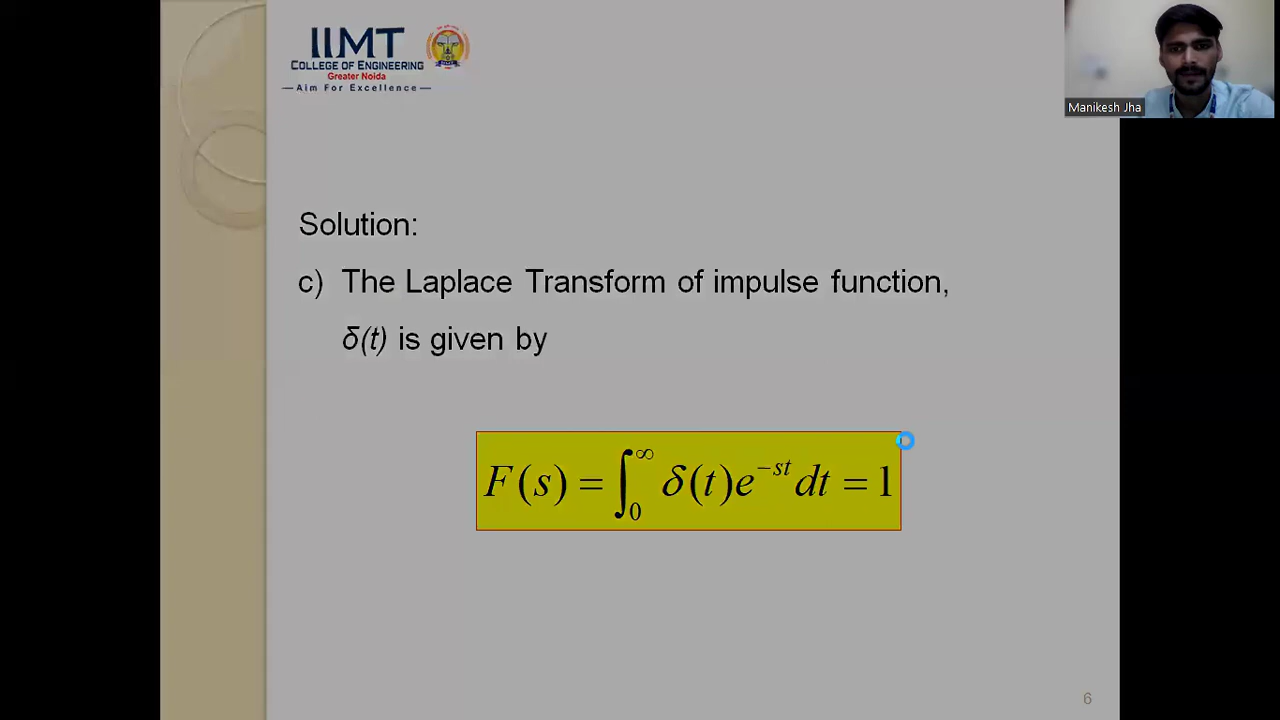 IIMT
COLLEGE OF ENGINEERING
Greater Noida
—Aim For Excellence—
Manikesh Jha
Solution:
c) The Laplace Transform of impulse function,
δ(t) is given by
F(s) = ∫₀^∞ δ(t)e^{-st} dt = 1
6